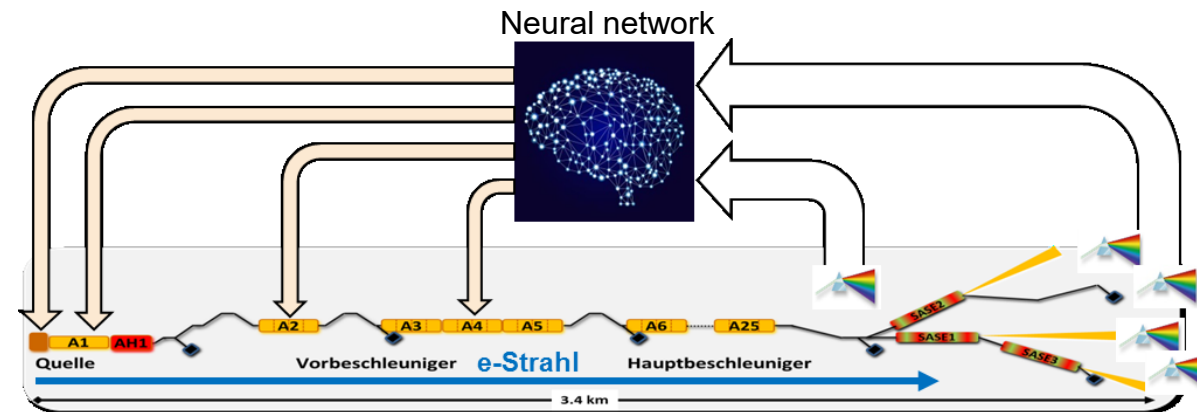 Neural network
SASE2
A2
A3
A4
A5
A6
A25
A1
AH1
SASE1
SASE3
Quelle
Vorbeschleuniger
e-Strahl
Hauptbeschleuniger
3.4 km